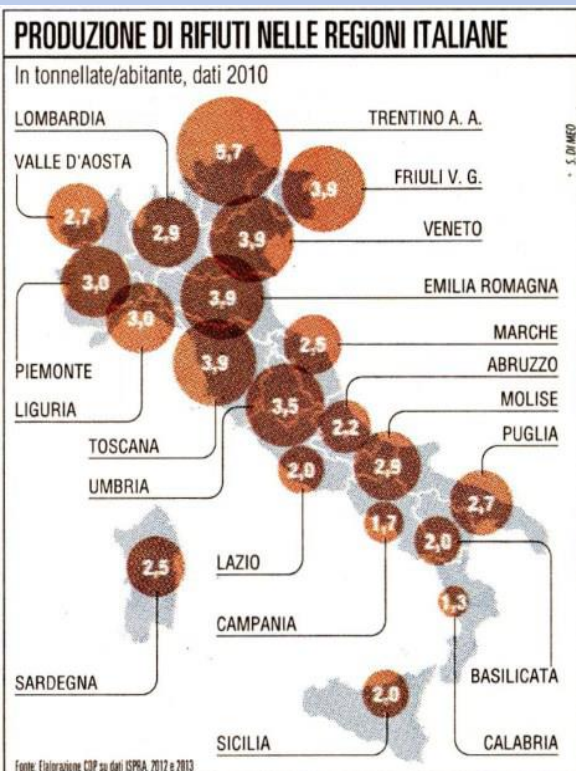 PRODUZIONE DI RIFIUTI NELLE REGIONI ITALIANE
In tonnellate/abitante, dati 2010
LOMBARDIA
TRENTINO A. A.
S. DI MEO
5,7
VALLE D'AOSTA
FRIULI V. G.
3,9
2,7
2,9
VENETO
3,9
3,0
EMILIA ROMAGNA
3,9
3,0
MARCHE
2,5
PIEMONTE
3,9
ABRUZZO
LIGURIA
3,5
MOLISE
2,2
TOSCANA
PUGLIA
2,9
UMBRIA
2,0
2,7
1,7
2,0
LAZIO
2,5
1,3
CAMPANIA
BASILICATA
SARDEGNA
2,0
SICILIA
CALABRIA
Fonte: Elaborazione CDP su dati ISPRA, 2012 e 2013